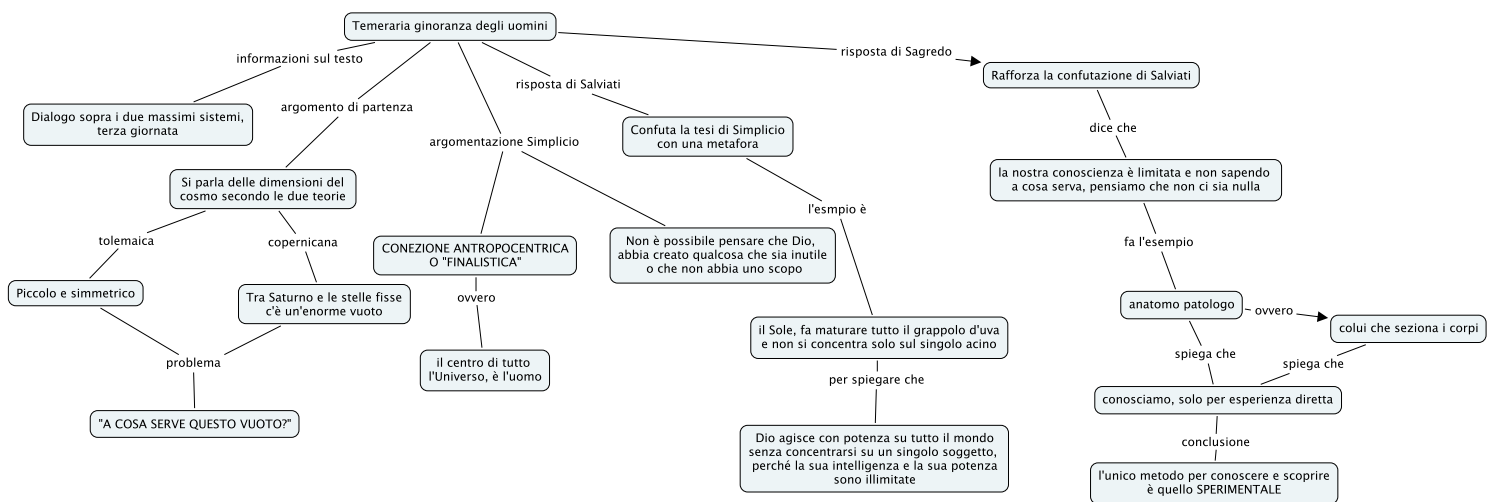 Temeraria ginoranza degli uomini
informazioni sul testo
Dialogo sopra i due massimi sistemi,
terza giornata
argomento di partenza
Si parla delle dimensioni del
cosmo secondo le due teorie
tolemaica
Piccolo e simmetrico
copernicana
Tra Saturno e le stelle fisse
c'è un'enorme vuoto
problema
"A COSA SERVE QUESTO VUOTO?"
argomentazione Simplicio
CONEZIONE ANTROPOCENTRICA
O "FINALISTICA"
ovvero
il centro di tutto
l'Universo, è l'uomo
Non è possibile pensare che Dio,
abbia creato qualcosa che sia inutile
o che non abbia uno scopo
risposta di Salviati
Confuta la tesi di Simplicio
con una metafora
l'esmpio è
il Sole, fa maturare tutto il grappolo d'uva
e non si concentra solo sul singolo acino
per spiegare che
Dio agisce con potenza su tutto il mondo
senza concentrarsi su un singolo soggetto,
perché la sua intelligenza e la sua potenza
sono illimitate
risposta di Sagredo
Rafforza la confutazione di Salviati
dice che
la nostra conoscienza è limitata e non sapendo
a cosa serva, pensiamo che non ci sia nulla
fa l'esempio
anatomo patologo
ovvero
colui che seziona i corpi
spiega che
spiega che
conosciamo, solo per esperienza diretta
conclusione
l'unico metodo per conoscere e scoprire
è quello SPERIMENTALE